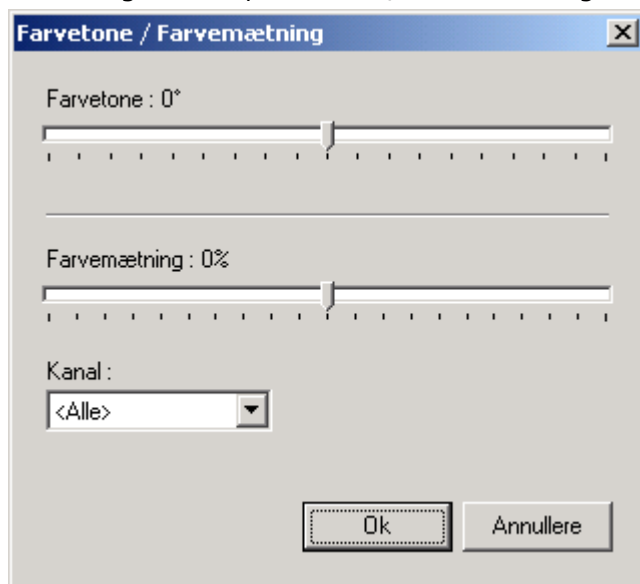 Farvetone / Farvemætning
Farvetone : 0°
Farvemætning : 0%
Kanal :
<Alle>
Ok
Annullere